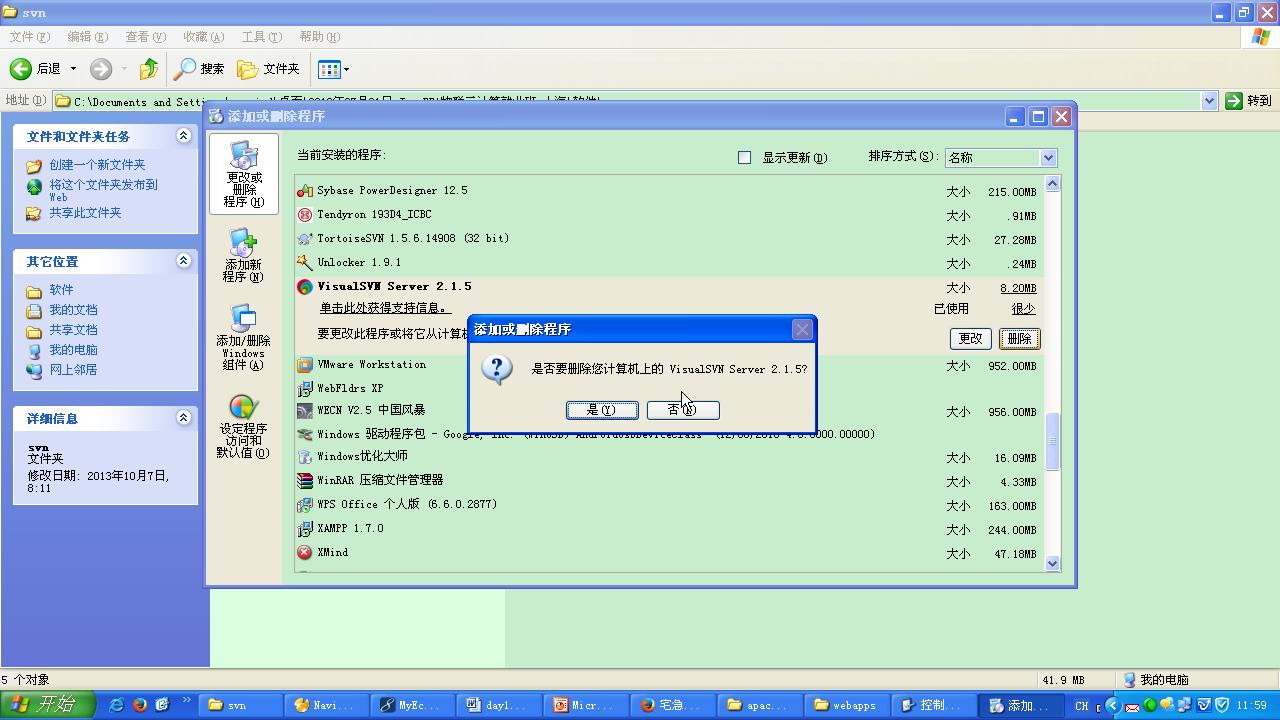 svn
文件(F) 编辑(E) 查看(V) 收藏(A) 工具(T) 帮助(H)
后退 搜索 文件夹
地址(D) C:\Documents and 转到
文件和文件夹任务
创建一个新文件夹
将这个文件夹发布到
Web
共享此文件夹
其它位置
软件
我的文档
共享文档
我的电脑
网上邻居
详细信息
svn
文件夹
修改日期: 2013年10月7日,
8:11
添加或删除程序
更改或
删除
程序(H)
添加新
程序(N)
添加/删除
Windows
组件(A)
设定程序
访问和
默认值(O)
当前安装的程序: 显示更新(D) 排序方式(S): 名称
Sybase PowerDesigner 12.5 大小 215.00MB
Tendyron 193D4_ICBC 大小 .91MB
TortoiseSVN 1.5.6.14908 (32 bit) 大小 27.28MB
Unlocker 1.9.1 大小 .24MB
VisualSVN Server 2.1.5 大小 8.20MB
单击此处获得支持信息。 已使用 很少
要更改此程序或将它从计算机 更改 删除
VMware Workstation 大小 952.00MB
WebFldrs XP
WECN V2.5 中国风暴 大小 956.00MB
Windows 驱动程序包 - Google, Inc.
Windows优化大师 大小 16.09MB
WinRAR 压缩文件管理器 大小 4.33MB
WPS Office 个人版 (6.6.0.2877) 大小 163.00MB
XAMPP 1.7.0 大小 244.00MB
XMind 大小 47.18MB
添加或删除程序
是否要删除您计算机上的 VisualSVN Server 2.1.5?
是(Y) 否(N)
5 个对象 41.9 MB 我的电脑
开始 svn Navi... MyEc... day1... Micr... 宅急... apac... webapps 控制... 添加... CH 11:59